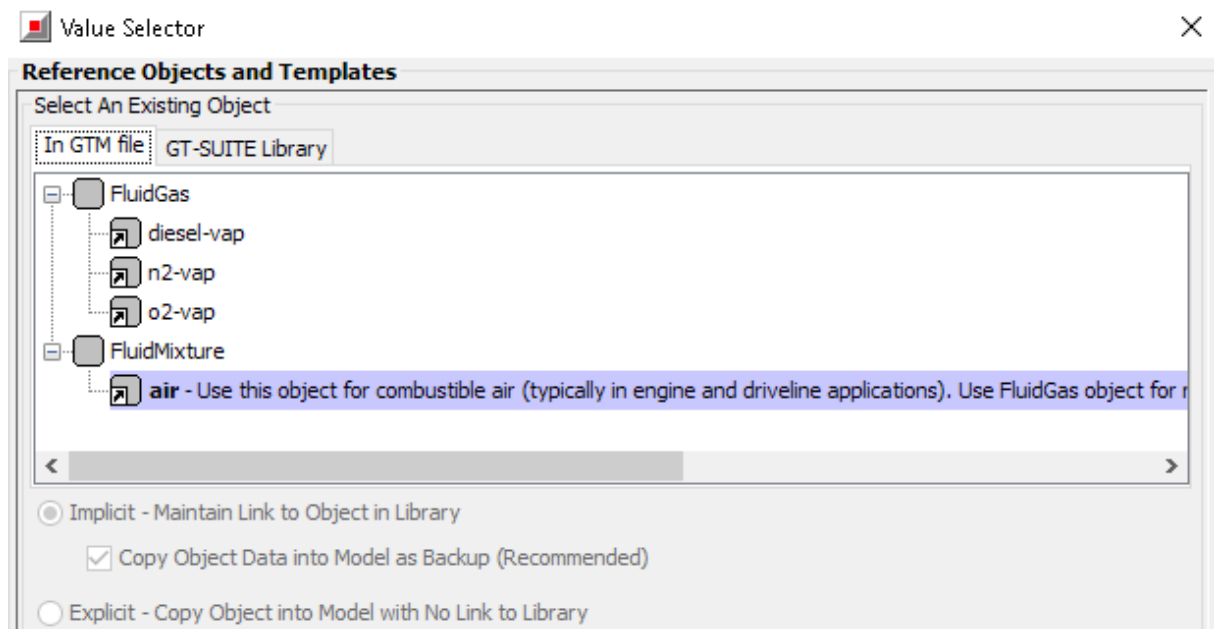 Value Selector
Reference Objects and Templates
Select An Existing Object
In GTM file GT-SUITE Library
FluidGas
diesel-vap
n2-vap
o2-vap
FluidMixture
air - Use this object for combustible air (typically in engine and driveline applications). Use FluidGas object for
Implicit - Maintain Link to Object in Library
Copy Object Data into Model as Backup (Recommended)
Explicit - Copy Object into Model with No Link to Library